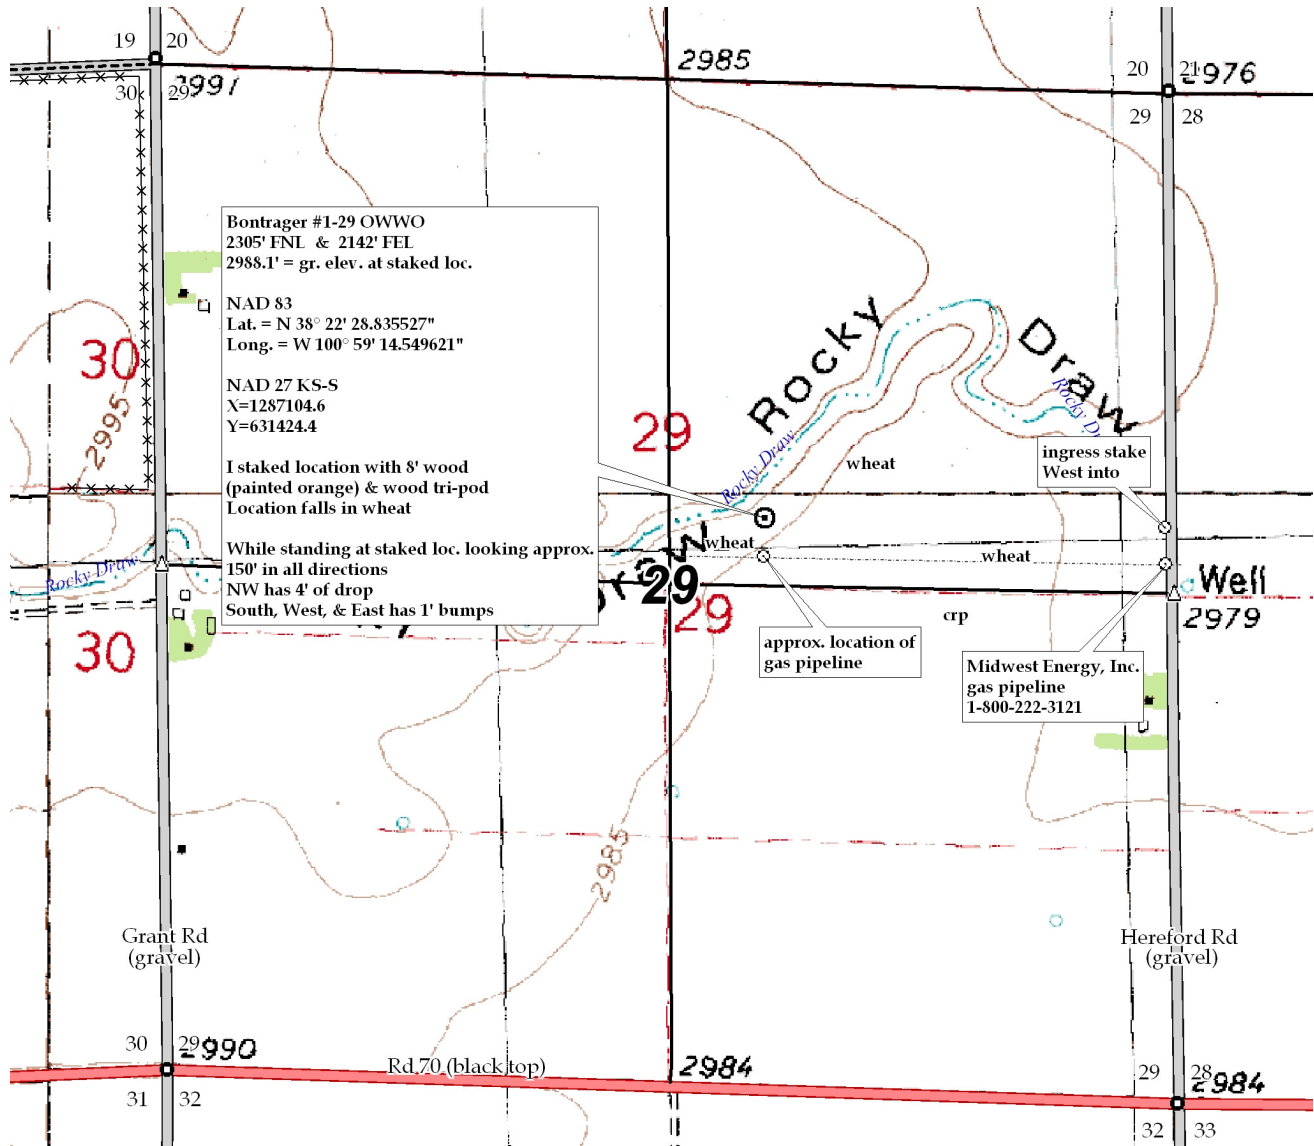 19 20
2985
20 21
2976
30 29
2991
29 28
Bontrager #1-29 OWWO
2305' FNL & 2142' FEL
2988.1' = gr. elev. at staked loc.
NAD 83
Lat. = N 38° 22' 28.835527"
Long. = W 100° 59' 14.549621"
NAD 27 KS-S
X=1287104.6
Y=631424.4
I staked location with 8' wood
(painted orange) & wood tri-pod
Location falls in wheat
While standing at staked loc. looking approx.
150' in all directions
NW has 4' of drop
South, West, & East has 1' bumps
30
2995
29
Rocky
Draw
Rocky Draw
Rocky
wheat
ingress stake
West into
wheat
wheat
Rocky Draw
29
Well
2979
30
29
crp
approx. location of
gas pipeline
Midwest Energy, Inc.
gas pipeline
1-800-222-3121
2985
Grant Rd
(gravel)
Hereford Rd
(gravel)
30 29
2990
Rd 70 (black top)
2984
29 28
2984
31 32
32 33